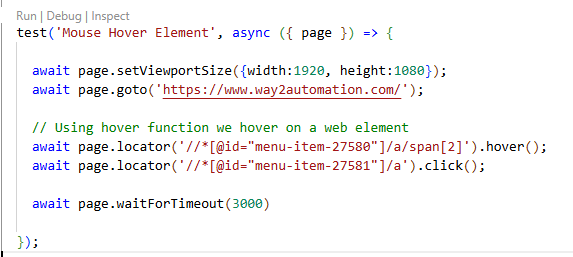 Run | Debug | Inspect
test('Mouse Hover Element', async ({ page }) => {
await page.setViewportSize({width:1920, height:1080});
await page.goto('https://www.way2automation.com/');
// Using hover function we hover on a web element
await page.locator('//*[@id="menu-item-27580"]/a/span[2]').hover();
await page.locator('//*[@id="menu-item-27581"]/a').click();
await page.waitForTimeout(3000)
});